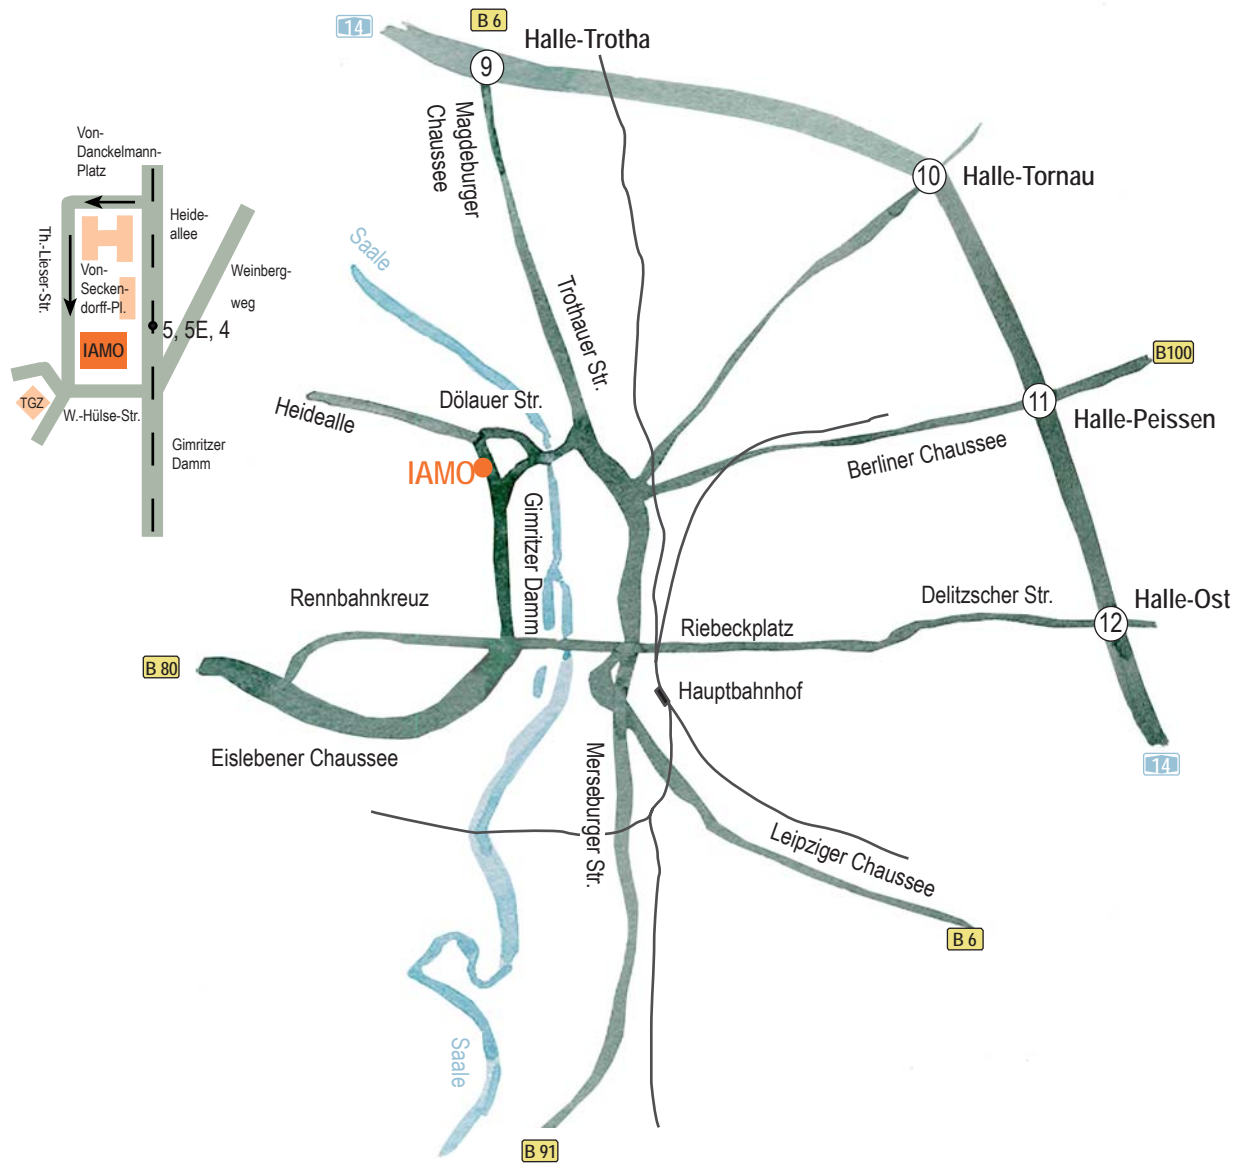 14
B 6
Halle-Trotha
9
Magdeburger
Chaussee
10
Halle-Tornau
Von-
Danckelmann-
Platz
Heide-
allee
Th.-Lieser-Str.
Von-
Secken-
dorff-Pl.
Weinberg-
weg
5, 5E, 4
IAMO
TGZ
W.-Hülse-Str.
Gimritzer
Damm
Saale
Trothauer Str.
B100
11
Halle-Peissen
Heidealle
Dölauer Str.
Berliner Chaussee
IAMO
Gimritzer Damm
Rennbahnkreuz
Delitzscher Str.
Halle-Ost
12
Riebeckplatz
B 80
Hauptbahnhof
Eislebener Chaussee
14
Merseburger Str.
Leipziger Chaussee
B 6
Saale
B 91